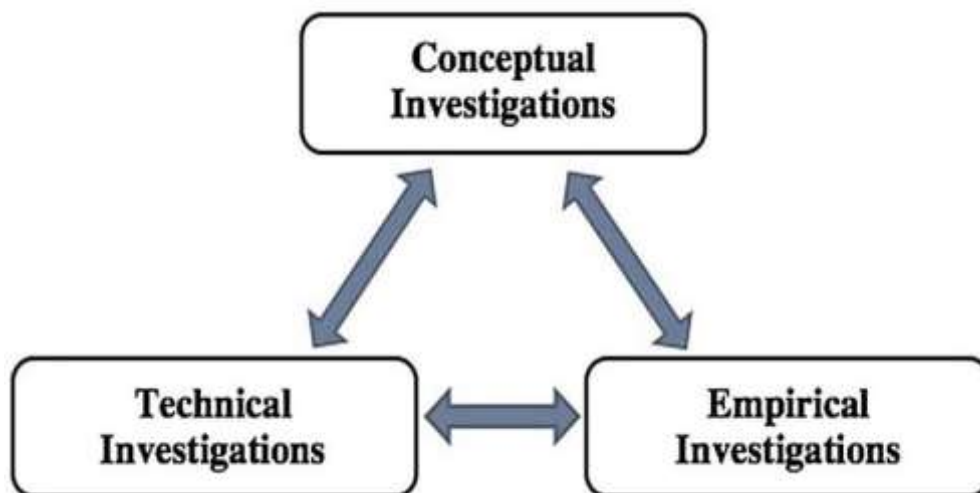 Conceptual
Investigations
Technical
Investigations
Empirical
Investigations